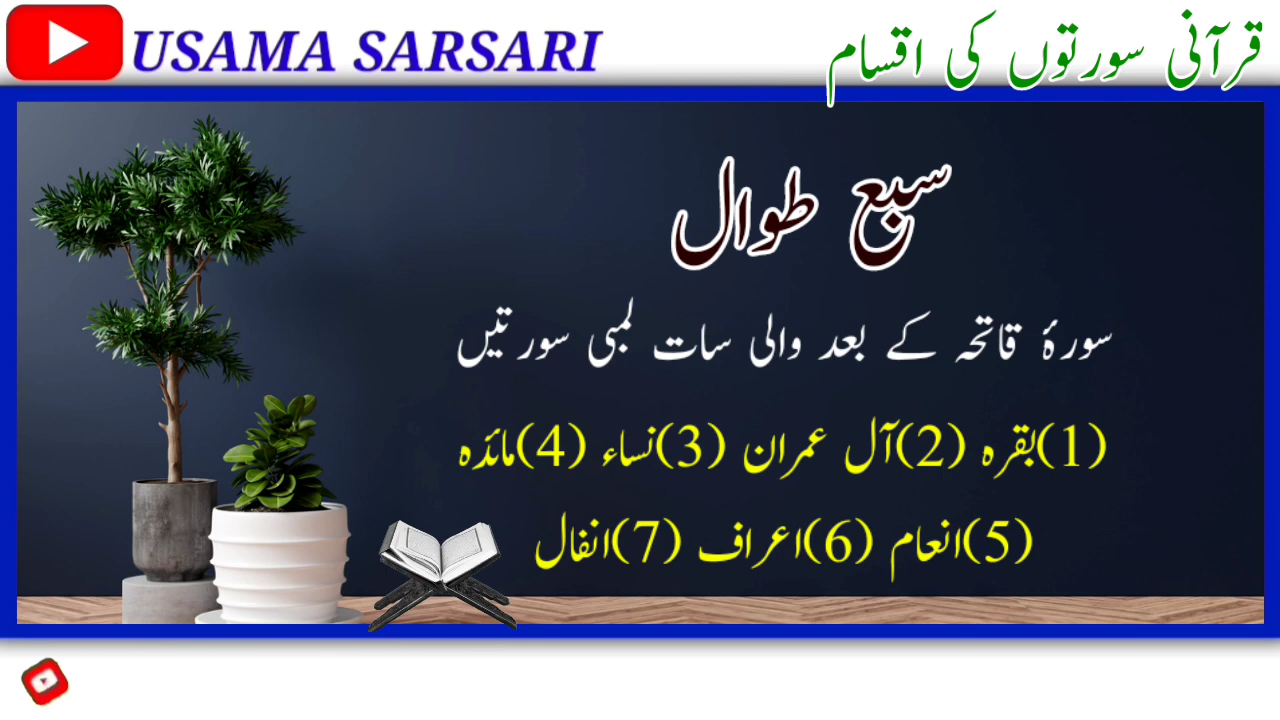 USAMA SARSARI
قرآنی سورتوں کی اقسام
سبع طوال
سورۂ فاتحہ کے بعد والی سات لمبی سورتیں
(1)بقرہ (2)آل عمران (3)نساء (4)مائدہ
(5)انعام (6)اعراف (7)انفال